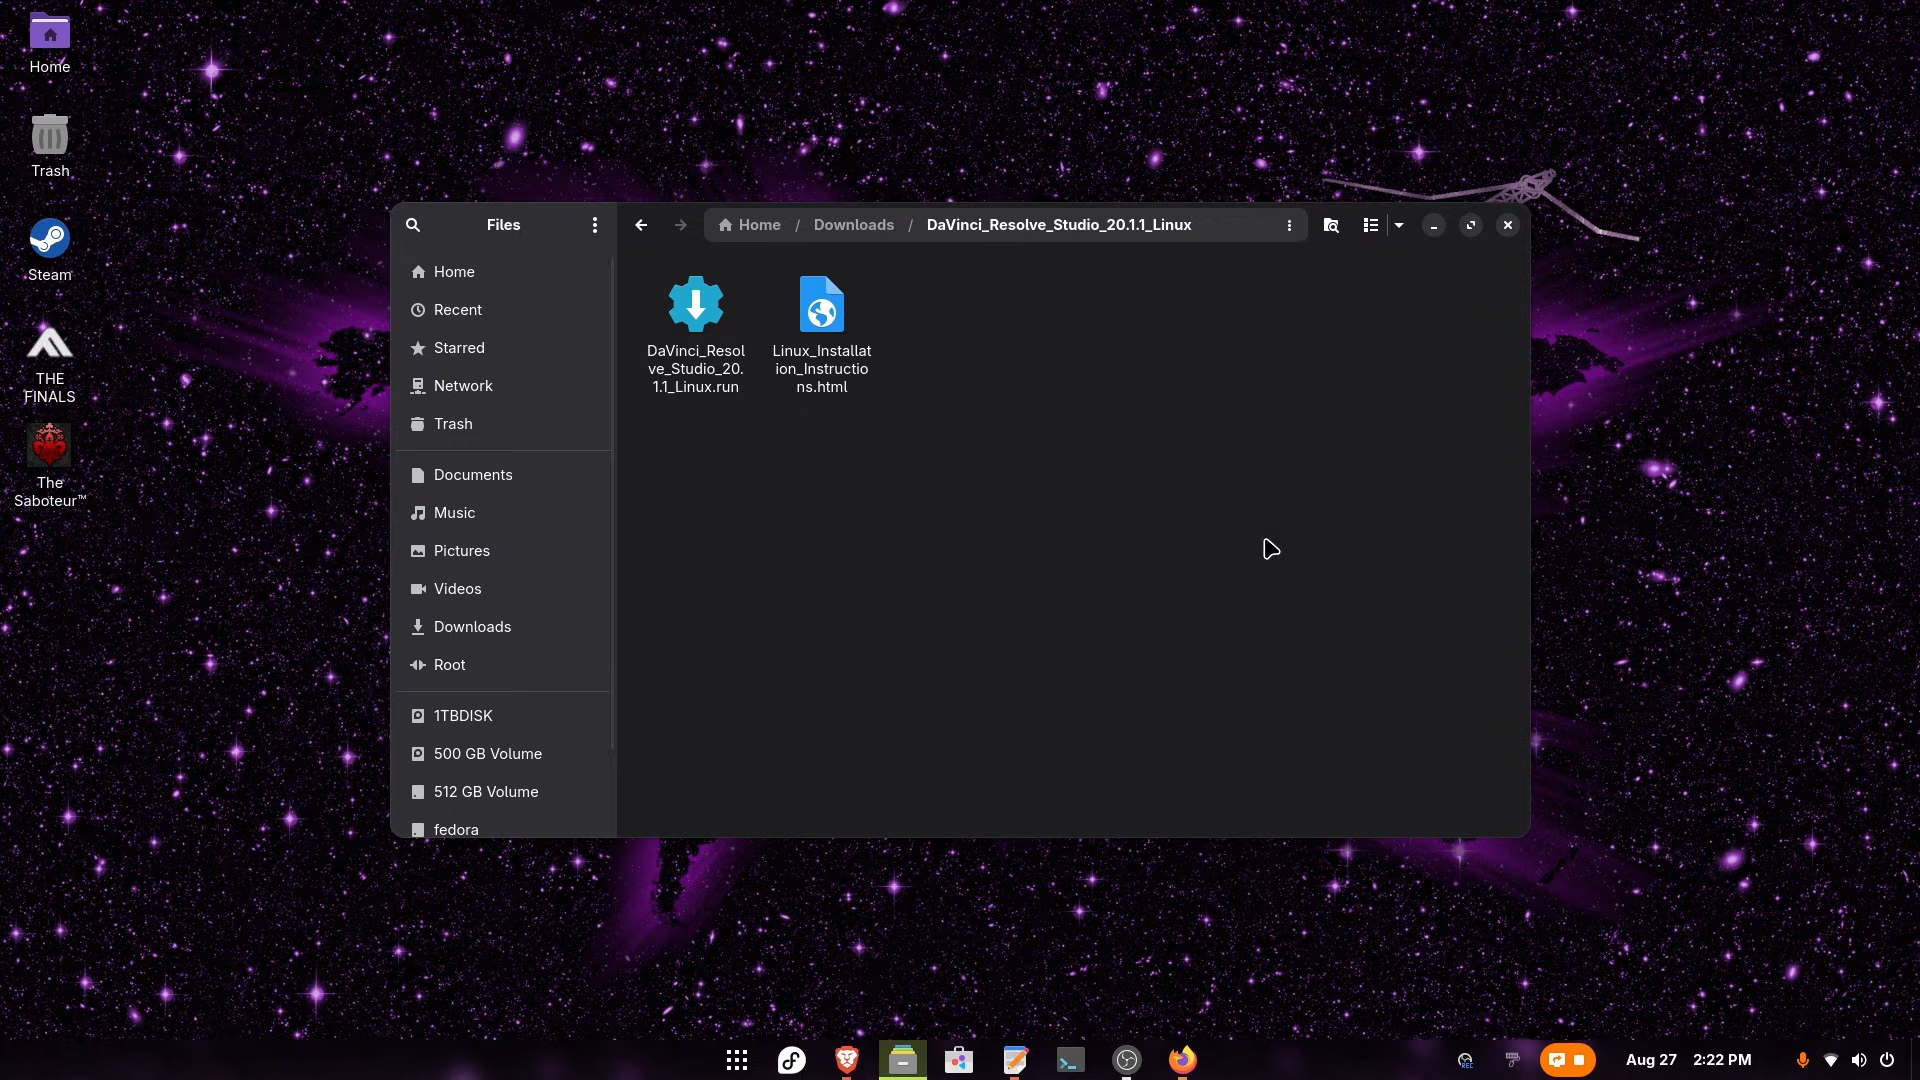 Home
Trash
Steam
THE
FINALS
The
Saboteur™
Files
Home / Downloads / DaVinci_Resolve_Studio_20.1.1_Linux
Home
Recent
Starred
Network
Trash
Documents
Music
Pictures
Videos
Downloads
Root
1TBDISK
500 GB Volume
512 GB Volume
fedora
DaVinci_Resol
ve_Studio_20.
1.1_Linux.run
Linux_Installat
ion_Instructio
ns.html
REC
Aug 27 2:22 PM